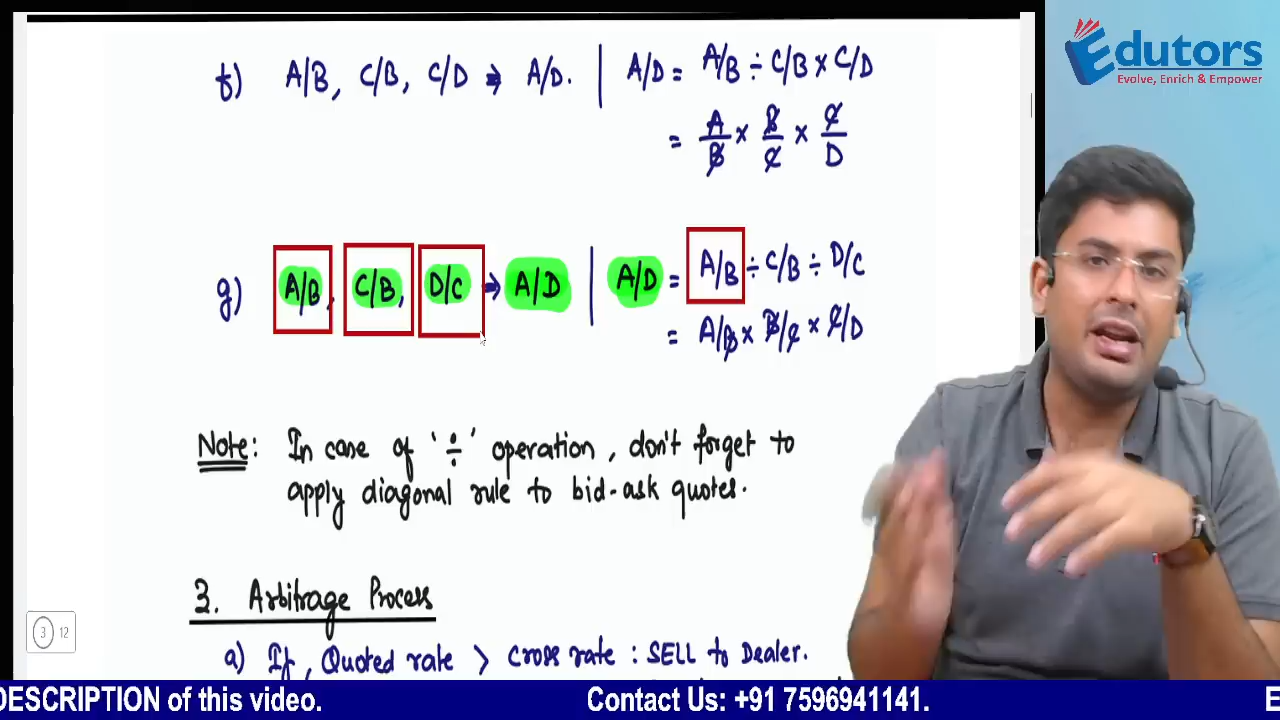 f) A/B, C/B, C/D ⇒ A/D. | A/D = A/B ÷ C/B × C/D
= A/B × B/C × C/D
g) A/B, C/B, D/C ⇒ A/D | A/D = A/B ÷ C/B ÷ D/C
= A/B × B/C × C/D
Note: In case of '÷' operation, don't forget to
apply diagonal rule to bid-ask quotes.
3. Arbitrage Process
a) If, Quoted rate > Cross rate : SELL to Dealer.
3 12
Edutors
Evolve, Enrich & Empower
DESCRIPTION of this video. Contact Us: +91 7596941141. E